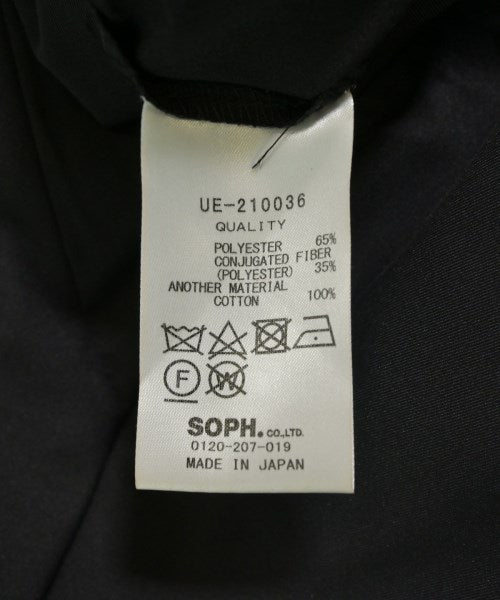 UE-210036
QUALITY
POLYESTER 65%
CONJUGATED FIBER
(POLYESTER) 35%
ANOTHER MATERIAL
COTTON 100%
F W
SOPH. CO.,LTD.
0120-207-019
MADE IN JAPAN